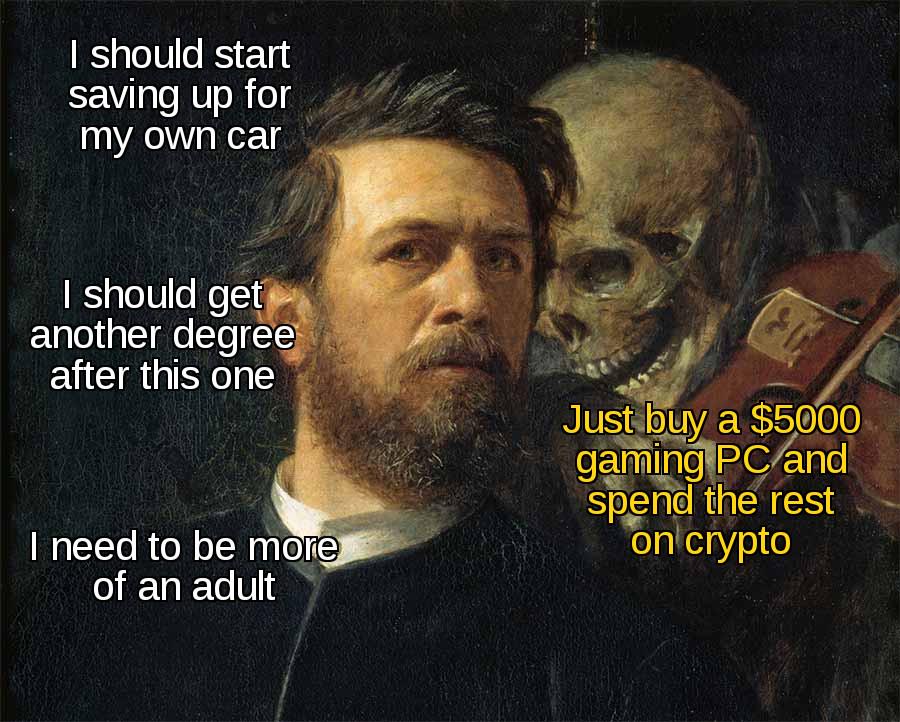 I should start
saving up for
my own car
I should get
another degree
after this one
Just buy a $5000
gaming PC and
spend the rest
on crypto
I need to be more
of an adult